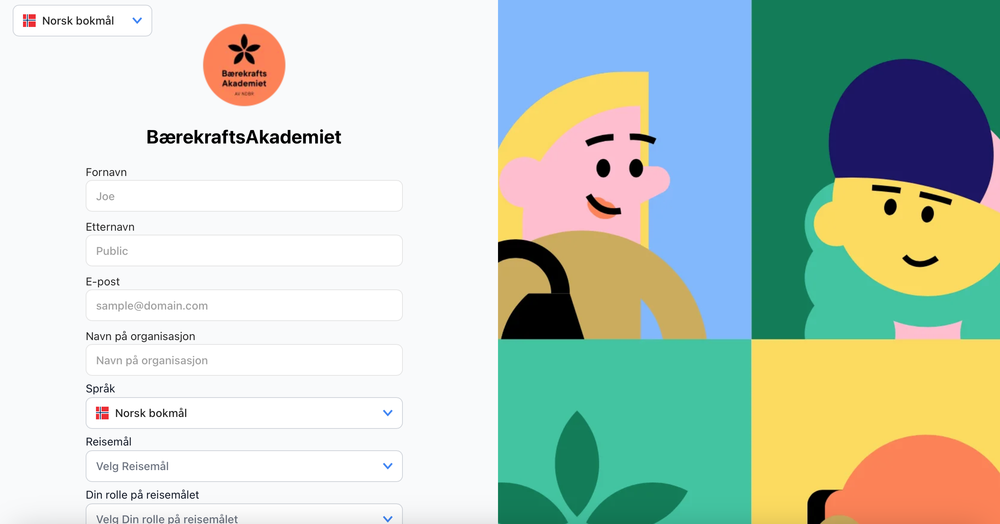 Norsk bokmål
Bærekrafts
Akademiet
AV NDBR
BærekraftsAkademiet
Fornavn
Joe
Etternavn
Public
E-post
sample@domain.com
Navn på organisasjon
Navn på organisasjon
Språk
Norsk bokmål
Reisemål
Velg Reisemål
Din rolle på reisemålet
Velg Din rolle på reisemålet